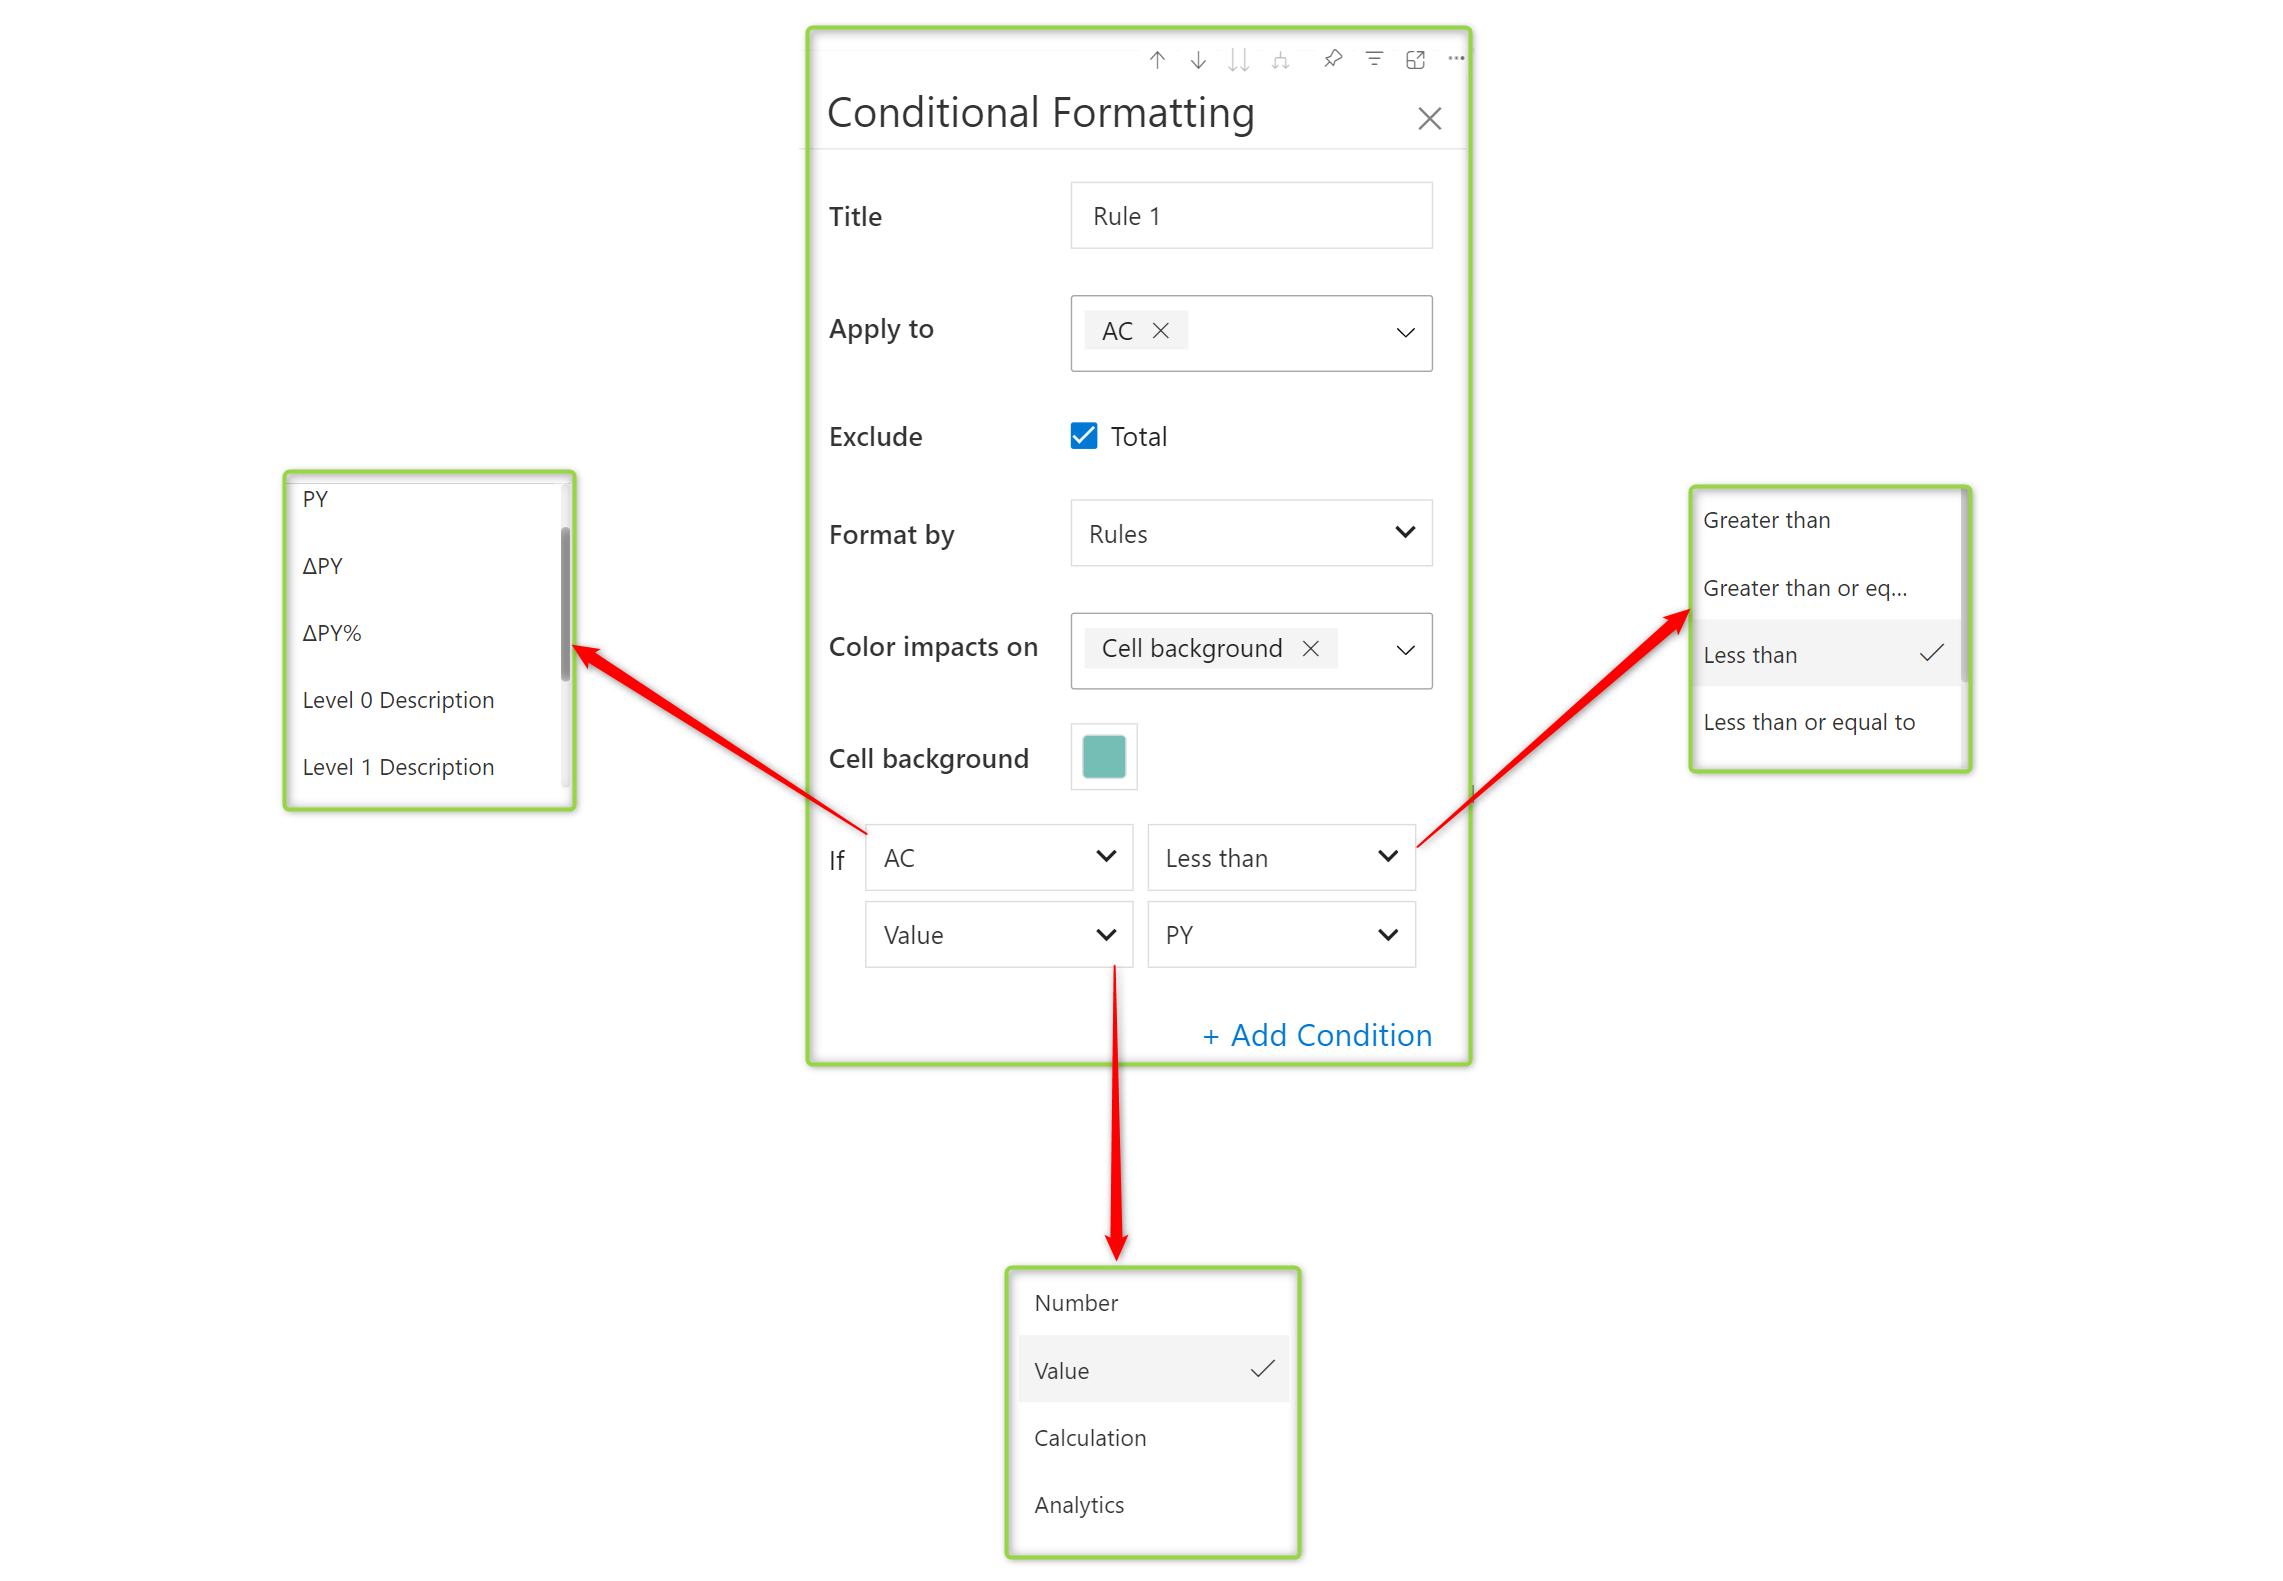 Conditional Formatting
Title
Rule 1
Apply to
AC
Exclude
Total
Format by
Rules
Color impacts on
Cell background
Cell background
If
AC
Less than
Value
PY
+ Add Condition
PY
ΔPY
ΔPY%
Level 0 Description
Level 1 Description
Greater than
Greater than or eq...
Less than
Less than or equal to
Number
Value
Calculation
Analytics